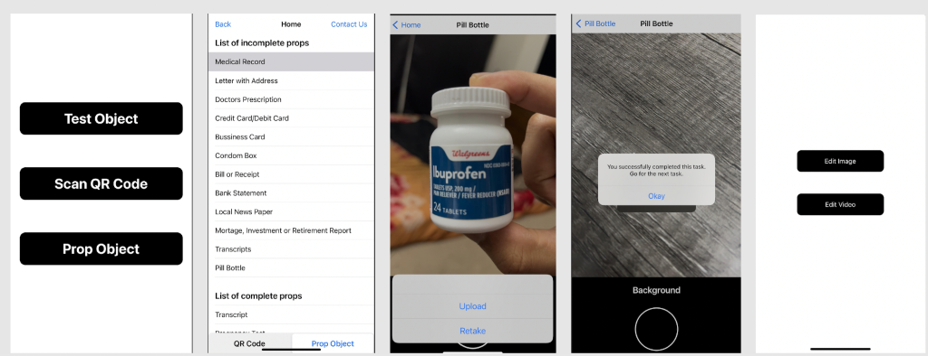 Test Object
Scan QR Code
Prop Object
Back Home Contact Us
List of incomplete props
Medical Record
Letter with Address
Doctors Prescription
Credit Card/Debit Card
Bussiness Card
Condom Box
Bill or Receipt
Bank Statement
Local News Paper
Mortage, Investment or Retirement Report
Transcripts
Pill Bottle
List of complete props
Transcript
Pregnancy Test
QR Code Prop Object
Home Pill Bottle
Walgreens
Ibuprofen
TABLETS USP, 200 mg /
PAIN RELIEVER / FEVER REDUCER (NSAID)
24 TABLETS
Upload
Retake
Pill Bottle Pill Bottle
You successfully completed this task.
Go for the next task.
Okay
Background
Edit Image
Edit Video